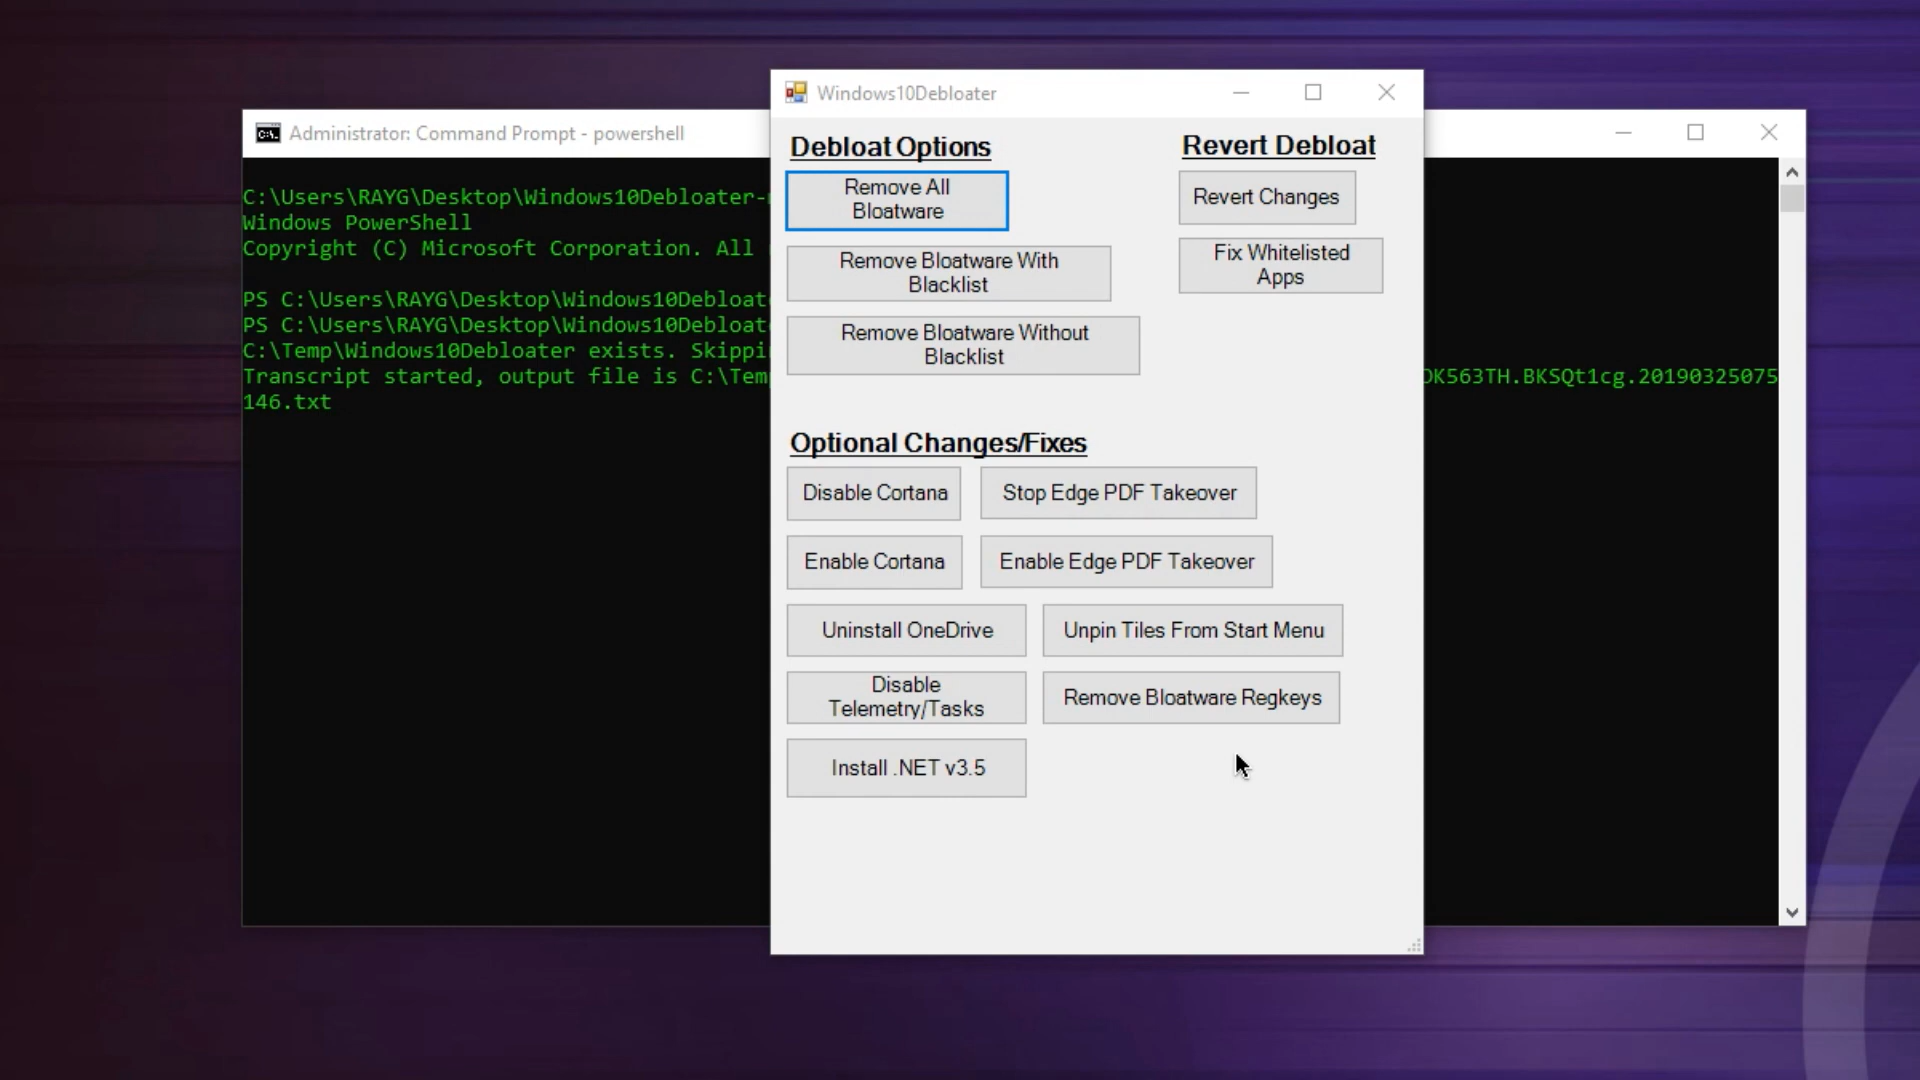 Administrator: Command Prompt - powershell
C:\Users\RAYG\Desktop\Windows10Debloater-
Windows PowerShell
Copyright (C) Microsoft Corporation. All
PS C:\Users\RAYG\Desktop\Windows10Debloat
PS C:\Users\RAYG\Desktop\Windows10Debloat
C:\Temp\Windows10Debloater exists. Skippi
Transcript started, output file is C:\Tem
K563TH.BKSQt1cg.20190325075
146.txt
Windows10Debloater
Debloat Options
Remove All
Bloatware
Remove Bloatware With
Blacklist
Remove Bloatware Without
Blacklist
Revert Debloat
Revert Changes
Fix Whitelisted
Apps
Optional Changes/Fixes
Disable Cortana
Stop Edge PDF Takeover
Enable Cortana
Enable Edge PDF Takeover
Uninstall OneDrive
Unpin Tiles From Start Menu
Disable
Telemetry/Tasks
Remove Bloatware Regkeys
Install .NET v3.5